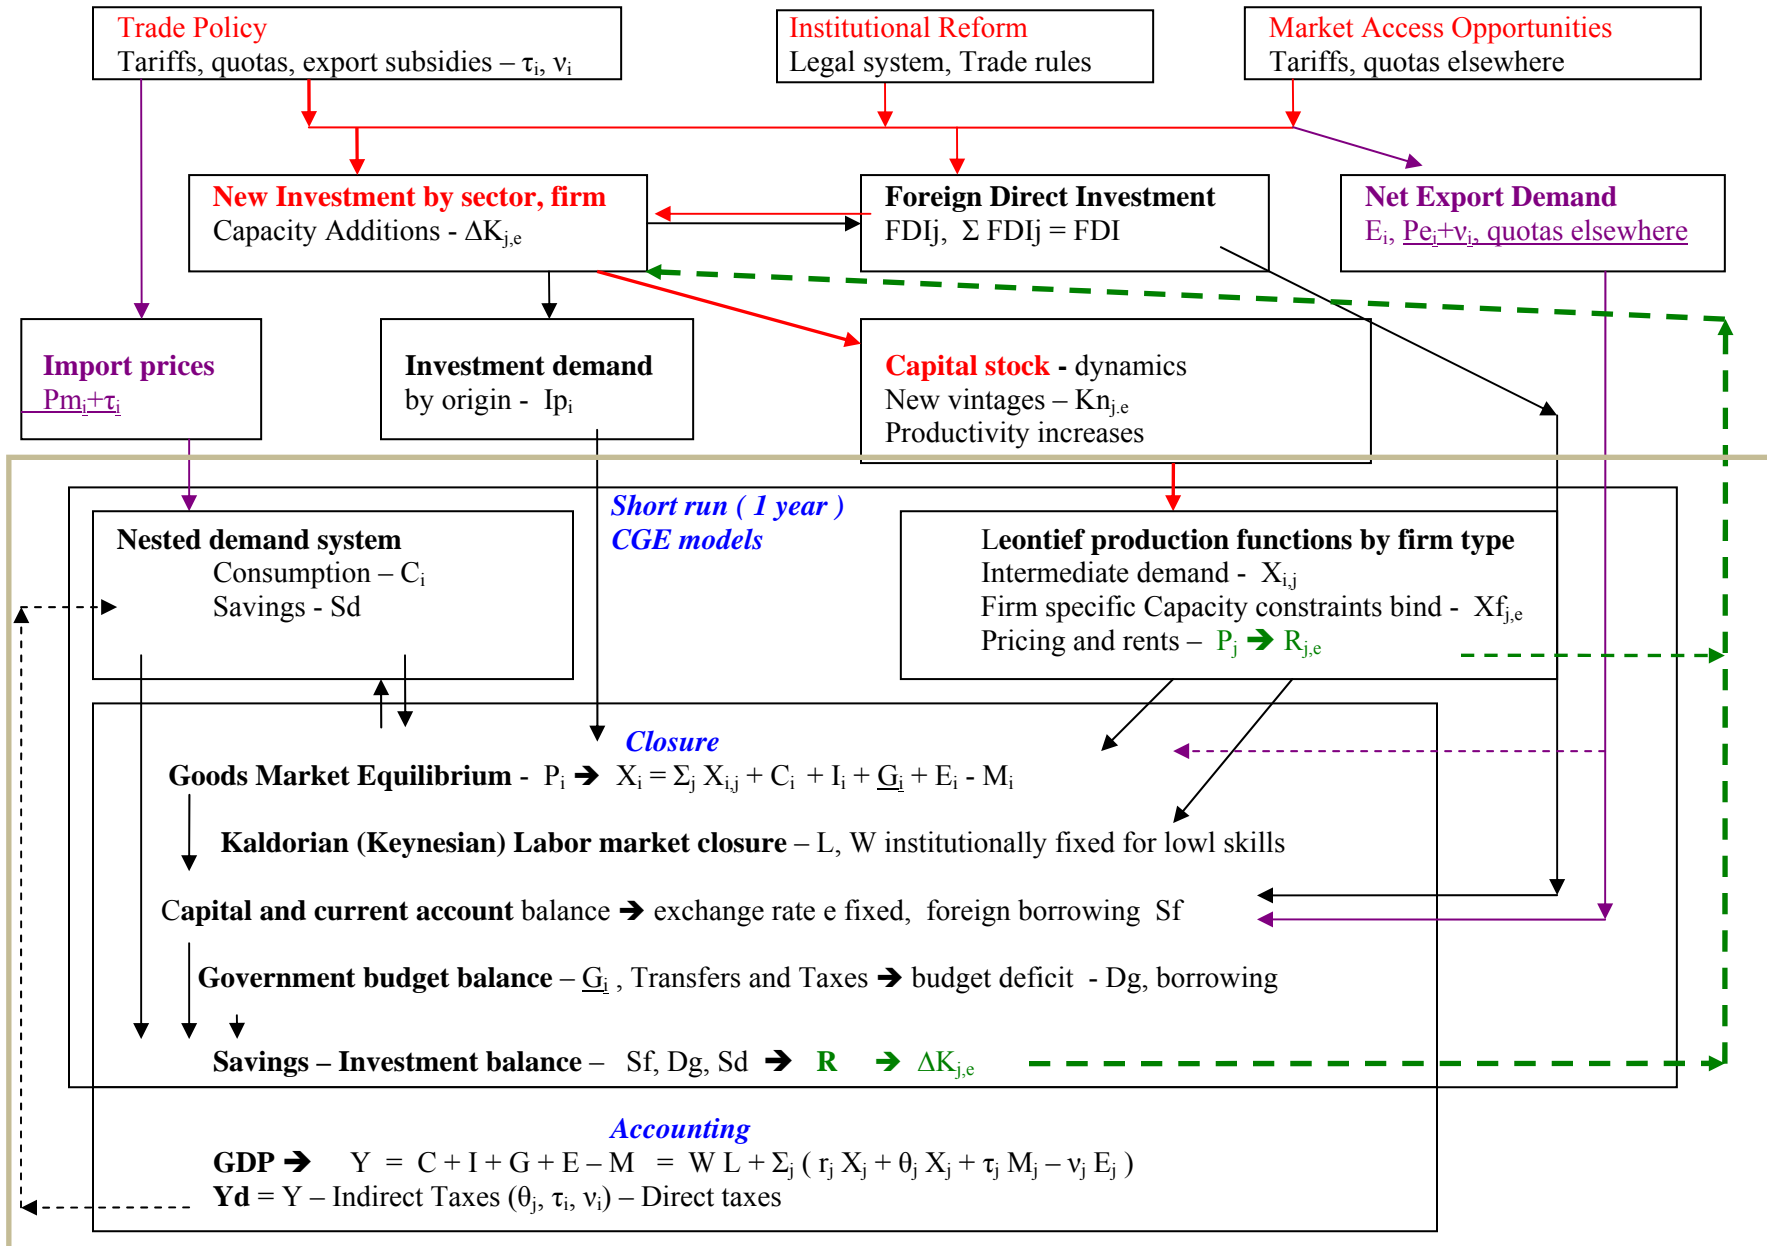 Trade Policy
Tariffs, quotas, export subsidies – τi, νi
Institutional Reform
Legal system, Trade rules
Market Access Opportunities
Tariffs, quotas elsewhere
New Investment by sector, firm
Capacity Additions - ΔKj,e
Foreign Direct Investment
FDIj, Σ FDIj = FDI
Net Export Demand
Ei, Pei+νi, quotas elsewhere
Import prices
Pmi+τi
Investment demand
by origin - Ipi
Capital stock - dynamics
New vintages – Knj.e
Productivity increases
Short run ( 1 year )
CGE models
Nested demand system
Consumption – Ci
Savings - Sd
Leontief production functions by firm type
Intermediate demand - Xi,j
Firm specific Capacity constraints bind - Xfj,e
Pricing and rents – Pj ➔ Rj,e
Closure
Goods Market Equilibrium - Pi ➔ Xi = Σj Xi,j + Ci + Ii + Gi + Ei - Mi
Kaldorian (Keynesian) Labor market closure – L, W institutionally fixed for lowl skills
Capital and current account balance ➔ exchange rate e fixed, foreign borrowing Sf
Government budget balance – Gi , Transfers and Taxes ➔ budget deficit - Dg, borrowing
Savings – Investment balance – Sf, Dg, Sd ➔ R ➔ ΔKj,e
Accounting
GDP ➔ Y = C + I + G + E – M = W L + Σj ( rj Xj + θj Xj + τj Mj – νj Ej )
Yd = Y – Indirect Taxes (θj, τi, νi) – Direct taxes